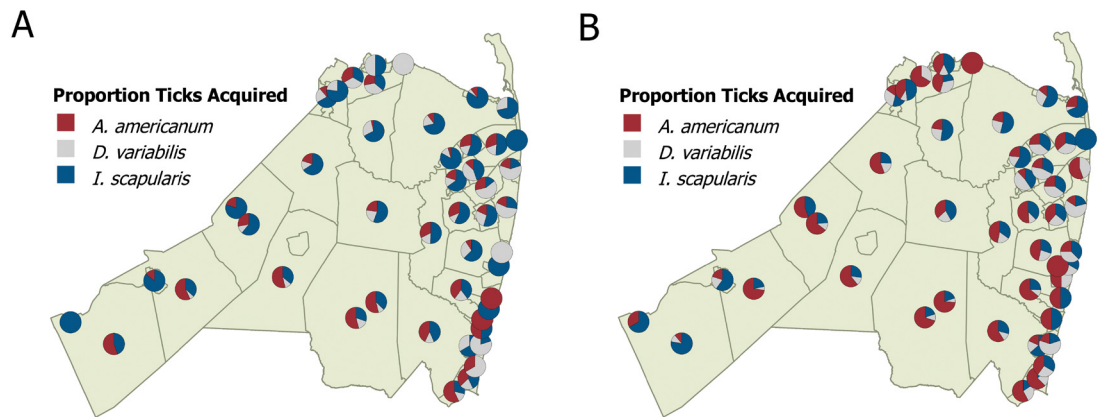 A
Proportion Ticks Acquired
A. americanum
D. variabilis
I. scapularis
B
Proportion Ticks Acquired
A. americanum
D. variabilis
I. scapularis